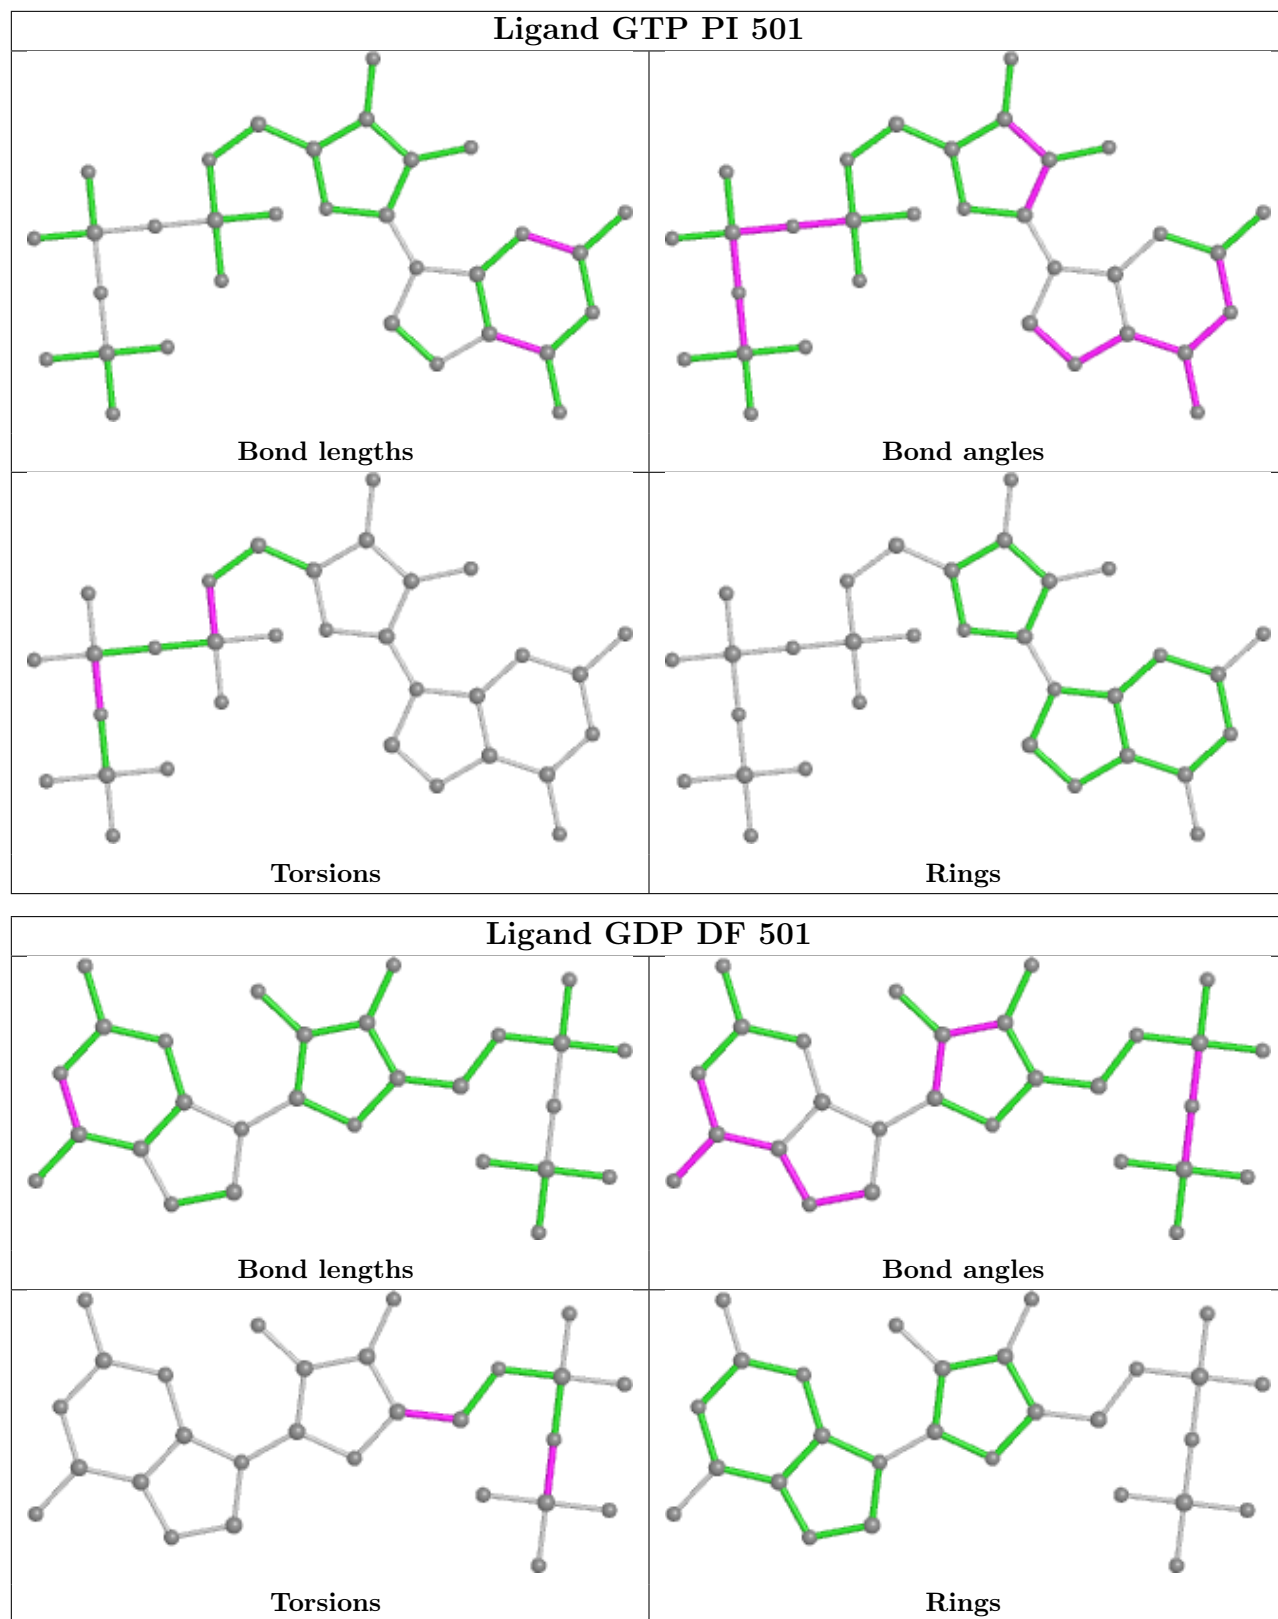 Ligand GTP PI 501
Bond lengths
Bond angles
Torsions
Rings
Ligand GDP DF 501
Bond lengths
Bond angles
Torsions
Rings